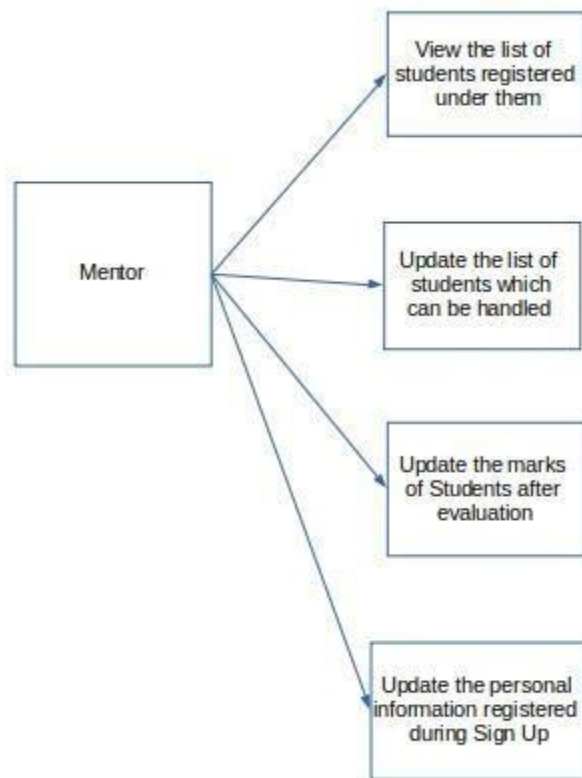 View the list of
students registered
under them
Mentor
Update the list of
students which
can be handled
Update the marks
of Students after
evaluation
Update the personal
information registered
during Sign Up